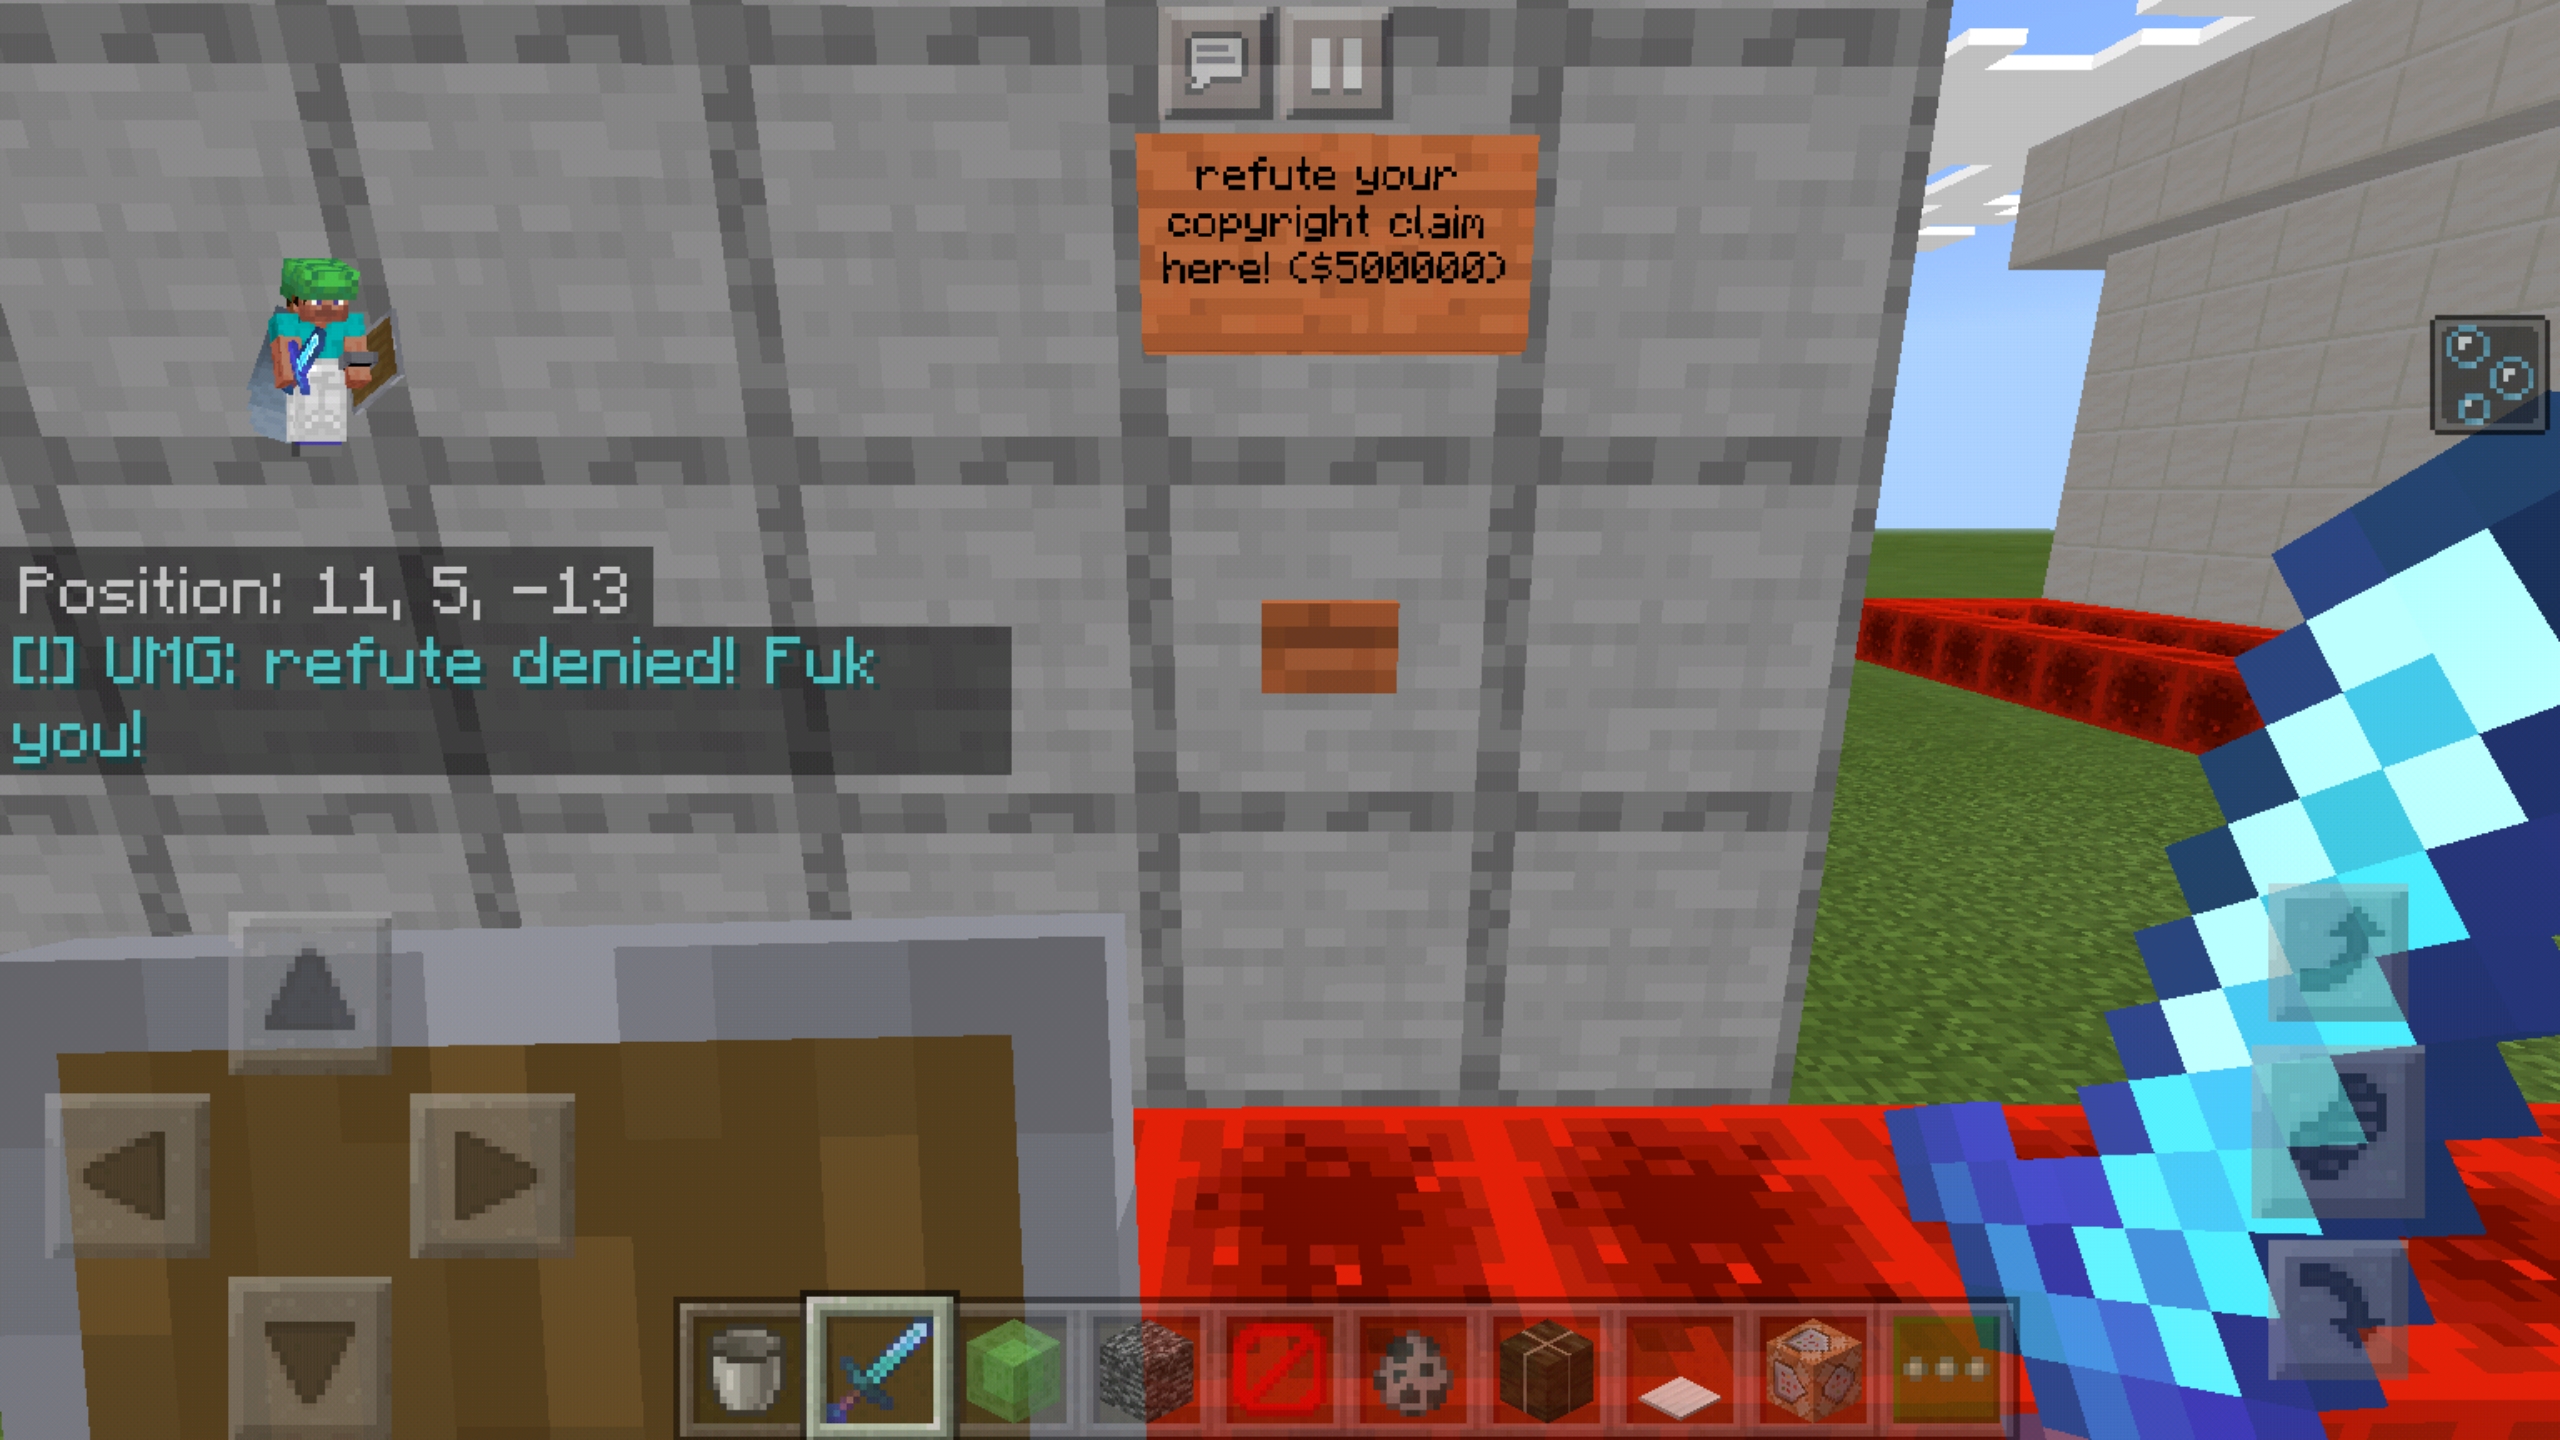 refute your
copyright claim
here! ($500000)
Position: 11, 5, -13
[!] UMG: refute denied! Fuk
you!